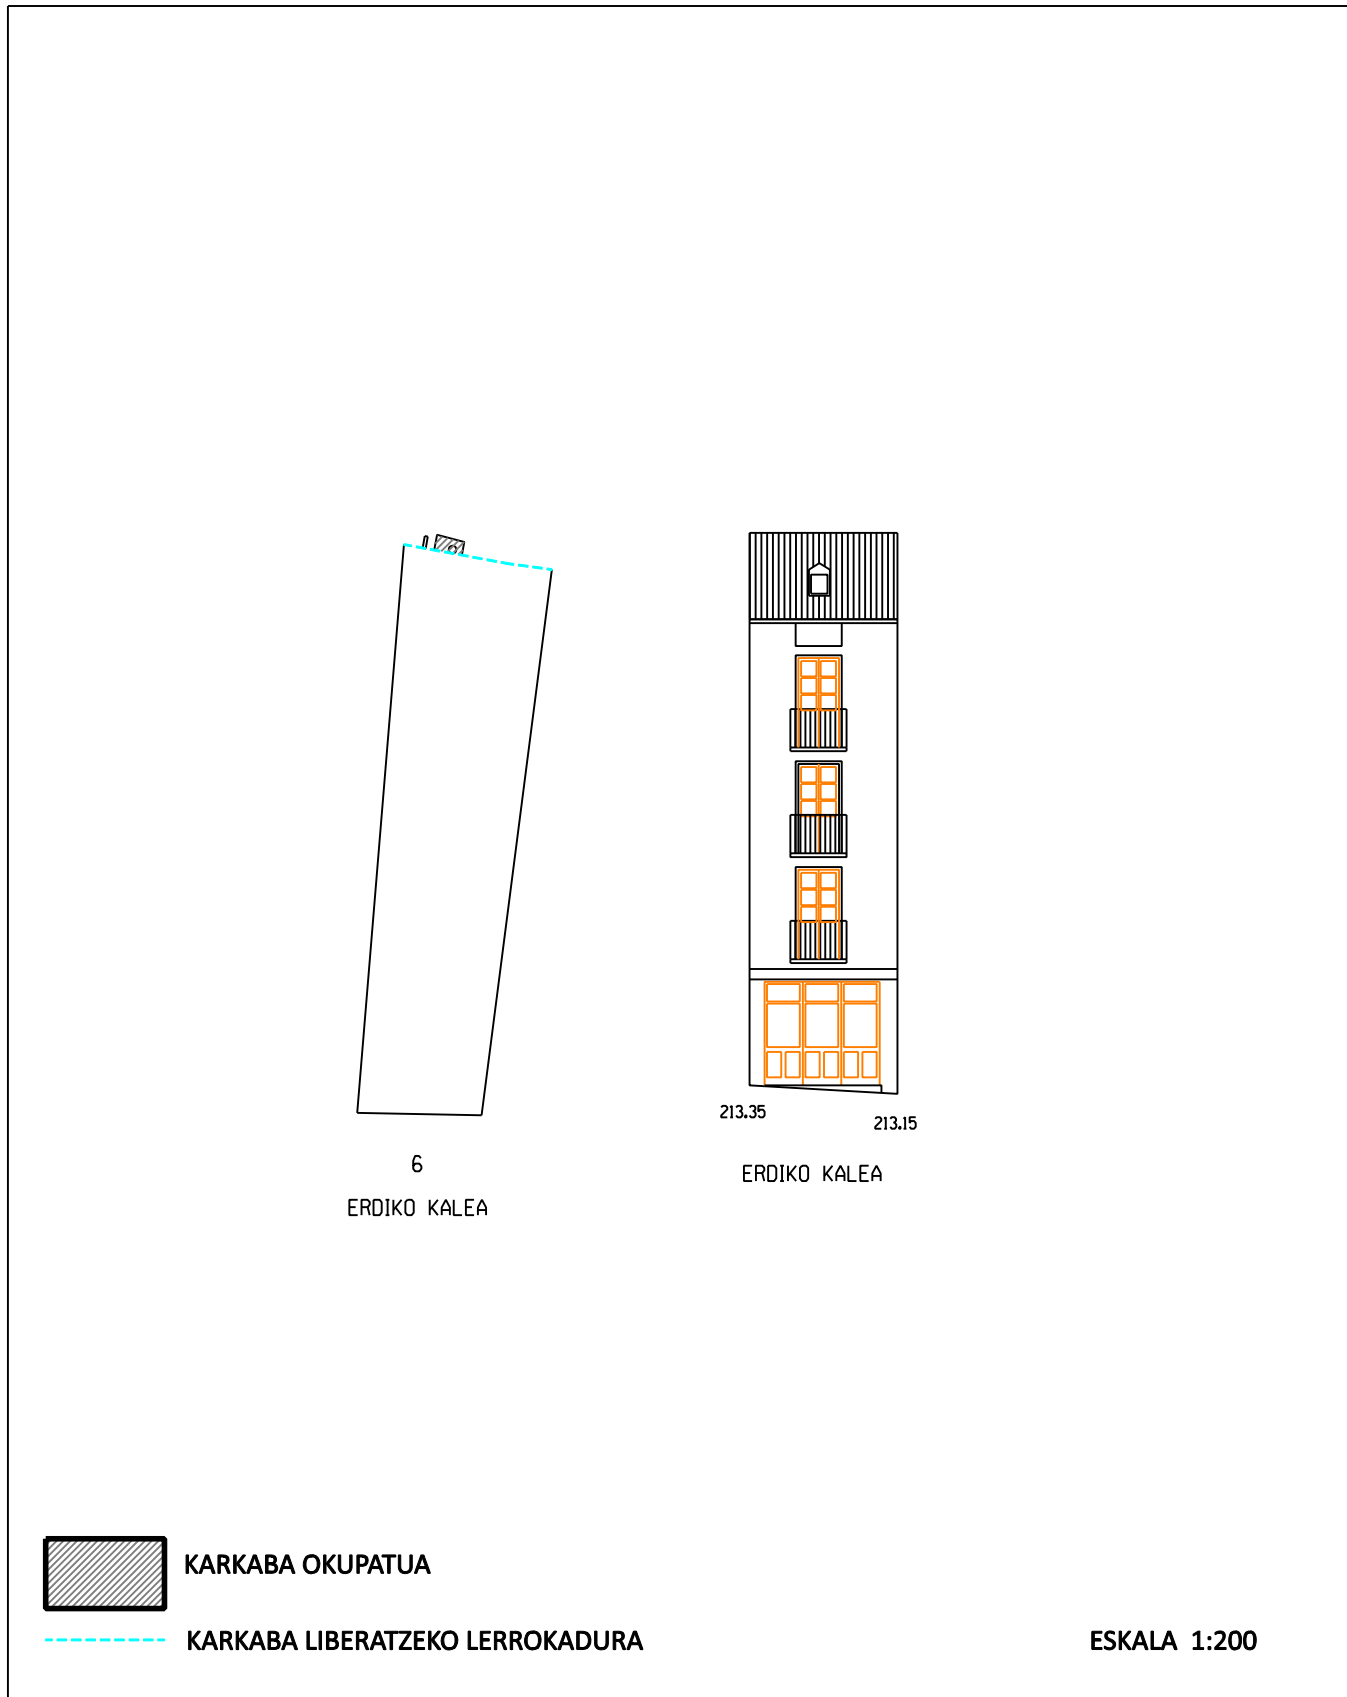 213.35
213.15
6
ERDIKO KALEA
ERDIKO KALEA
KARKABA OKUPATUA
KARKABA LIBERATZEKO LERROKADURA
ESKALA 1:200